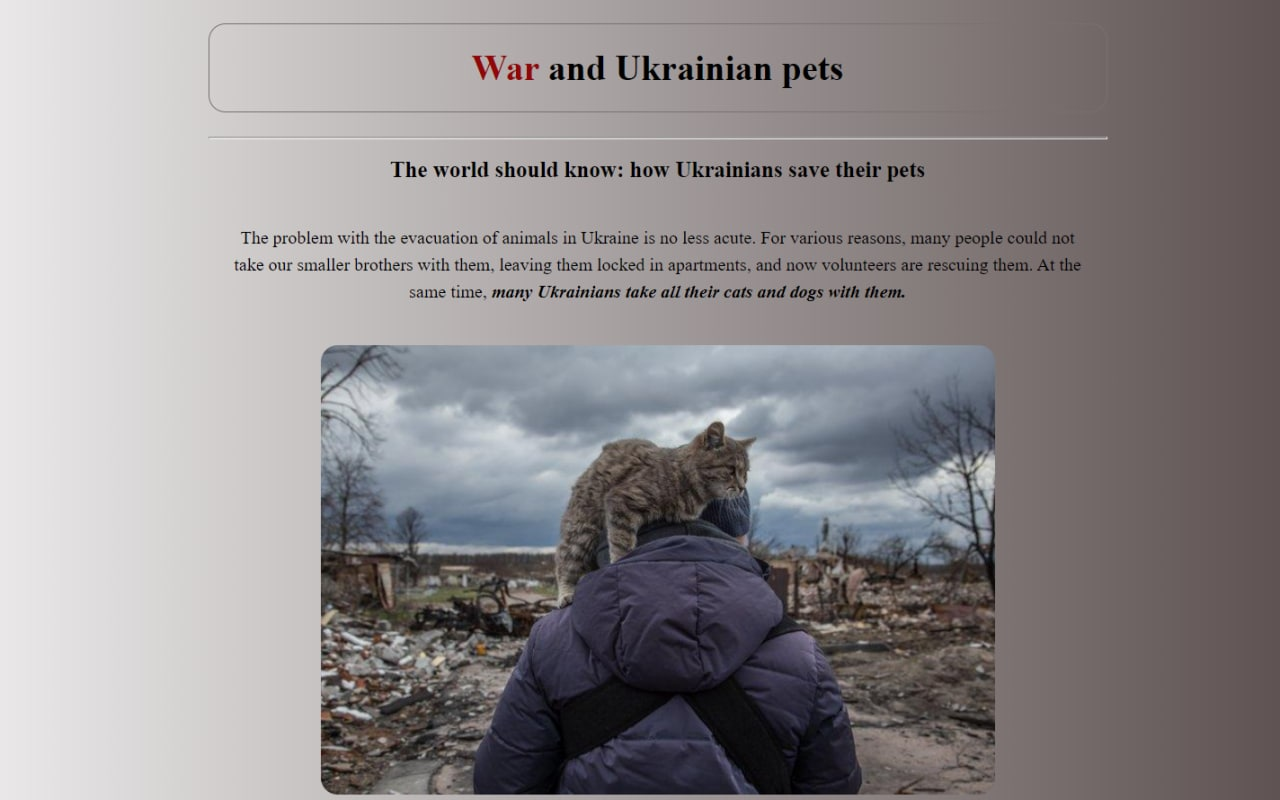 War and Ukrainian pets
The world should know: how Ukrainians save their pets
The problem with the evacuation of animals in Ukraine is no less acute. For various reasons, many people could not
take our smaller brothers with them, leaving them locked in apartments, and now volunteers are rescuing them. At the
same time, many Ukrainians take all their cats and dogs with them.